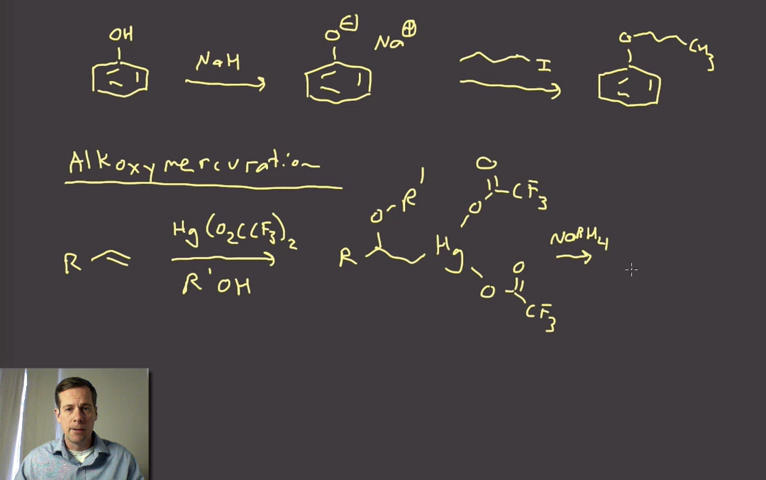 OH
NaH
O ⊖
Na ⊕
I
O CH3
Alkoxymercuration
R
Hg(O2CCF3)2
R'OH
R O-R'
Hg
O O CF3
O O CF3
NaBH4